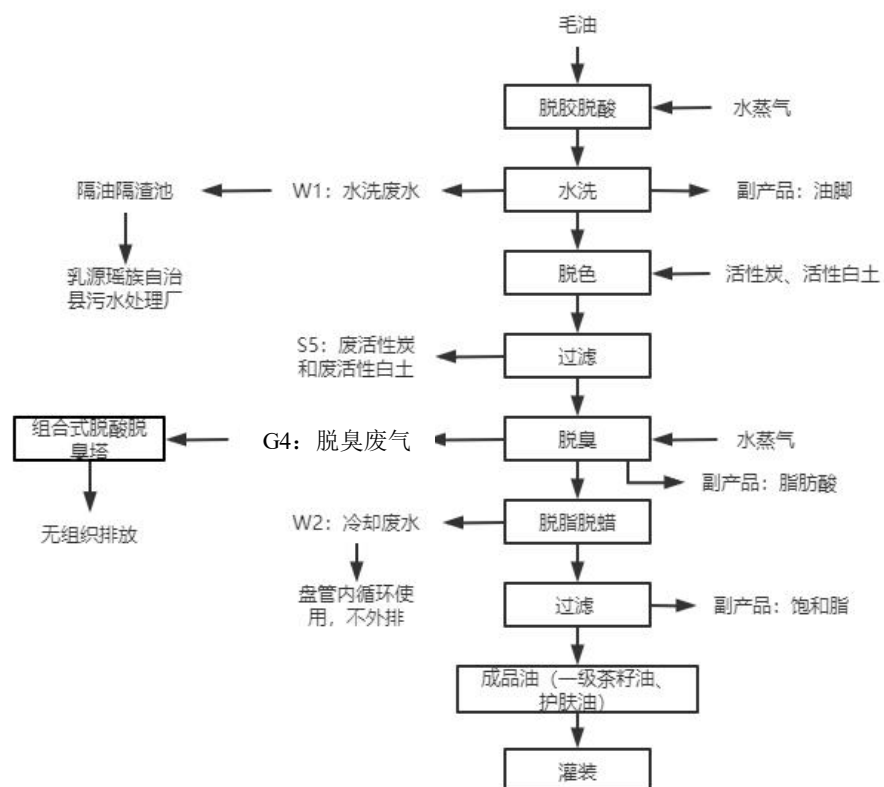 毛油
脱胶脱酸
水蒸气
隔油隔渣池
W1：水洗废水
水洗
副产品：油脚
乳源瑶族自治
县污水处理厂
脱色
活性炭、活性白土
S5：废活性炭
和废活性白土
过滤
组合式脱酸脱
臭塔
G4：脱臭废气
脱臭
水蒸气
副产品：脂肪酸
无组织排放
W2：冷却废水
脱脂脱蜡
盘管内循环使
用，不外排
过滤
副产品：饱和脂
成品油（一级茶籽油、
护肤油）
灌装